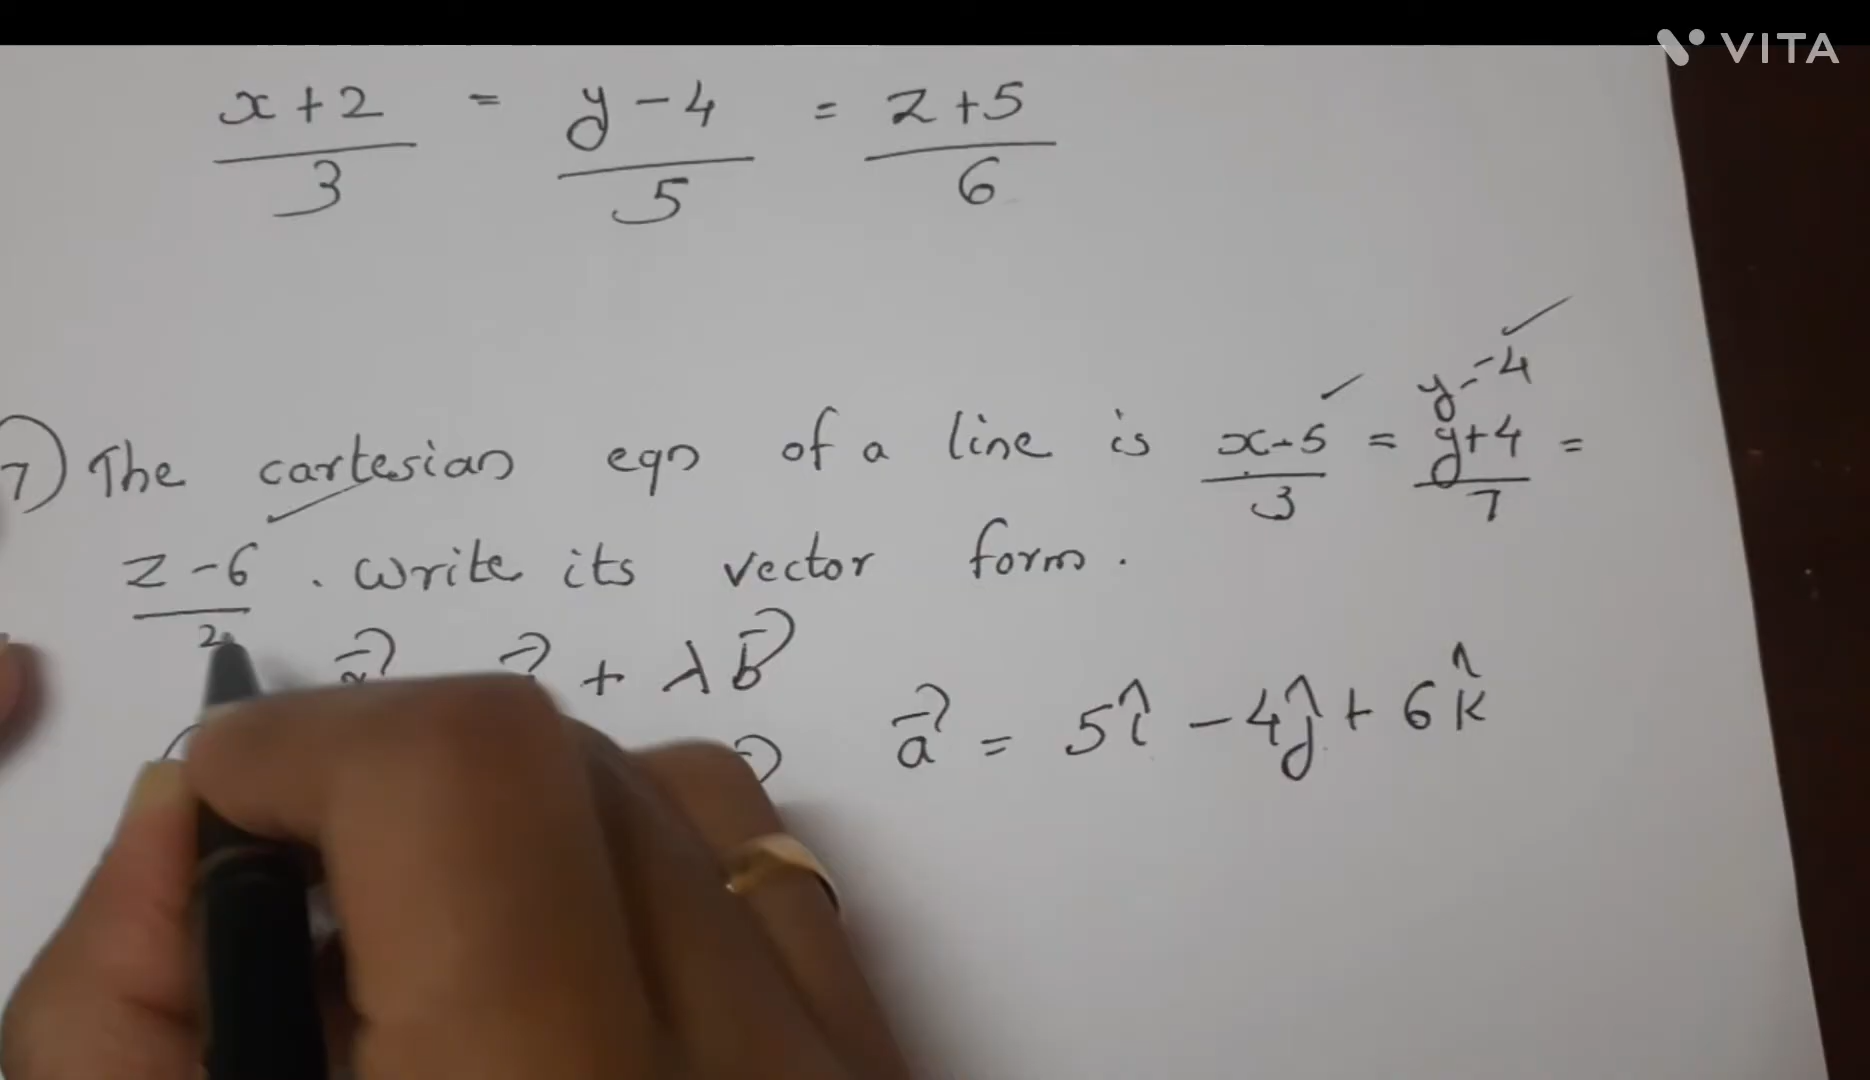 VITA
x+2 = y-4 = z+5
3 5 6
y--4
7) The cartesian eqn of a line is x-5 = y+4 =
3 7
z-6 . write its vector form.
2
+ λb
a = 5î - 4ĵ + 6k̂